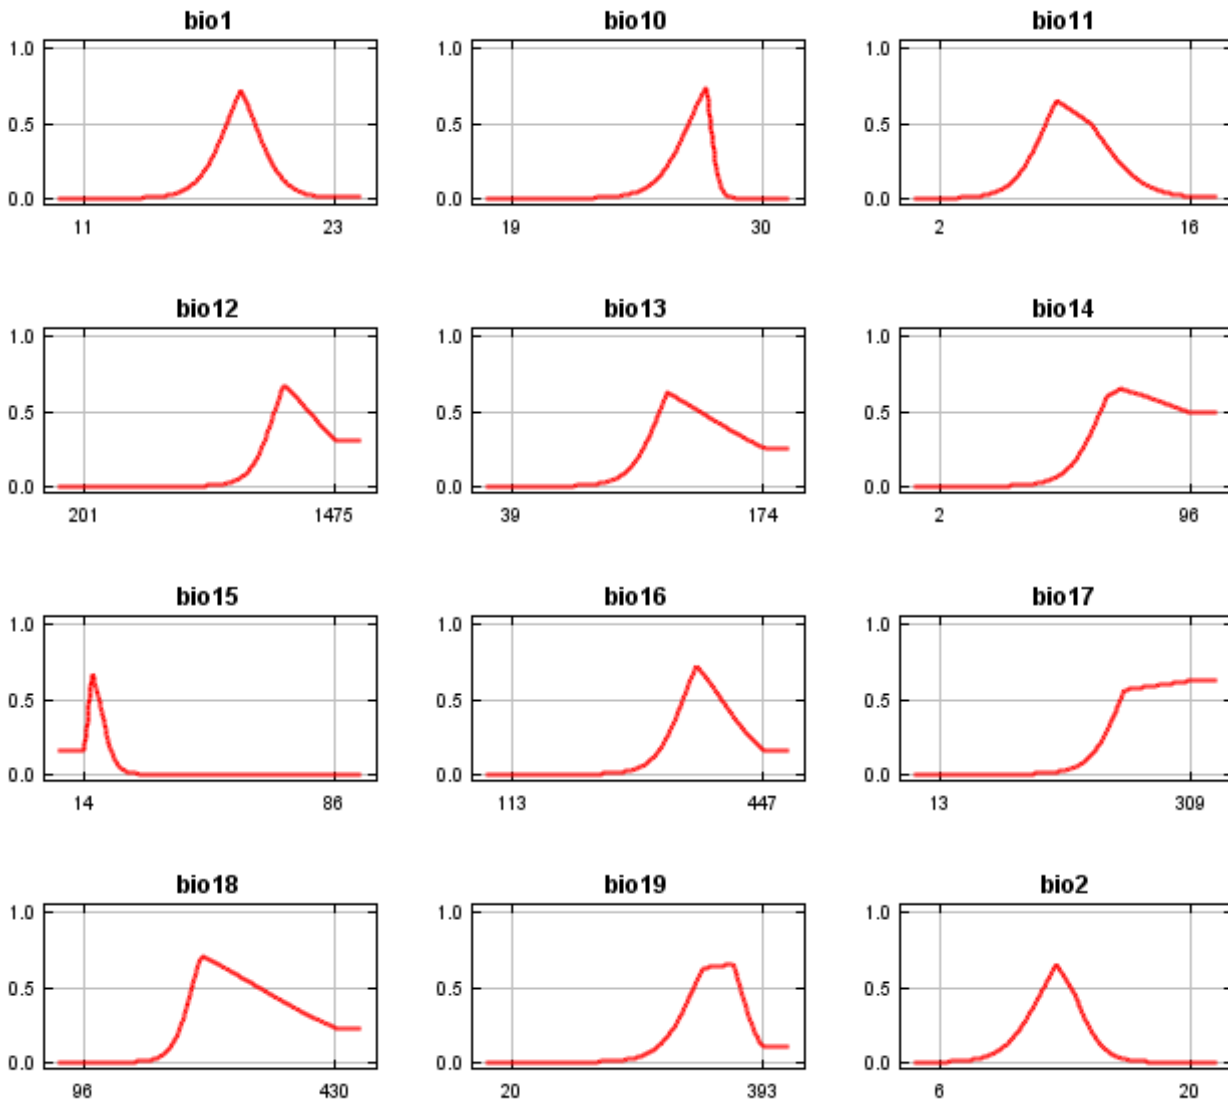 bio1 bio10 bio11
1.0 1.0 1.0
0.5 0.5 0.5
0.0 0.0 0.0
11 23 19 30 2 16
bio12 bio13 bio14
1.0 1.0 1.0
0.5 0.5 0.5
0.0 0.0 0.0
201 1475 39 174 2 96
bio15 bio16 bio17
1.0 1.0 1.0
0.5 0.5 0.5
0.0 0.0 0.0
14 86 113 447 13 309
bio18 bio19 bio2
1.0 1.0 1.0
0.5 0.5 0.5
0.0 0.0 0.0
96 430 20 393 6 20